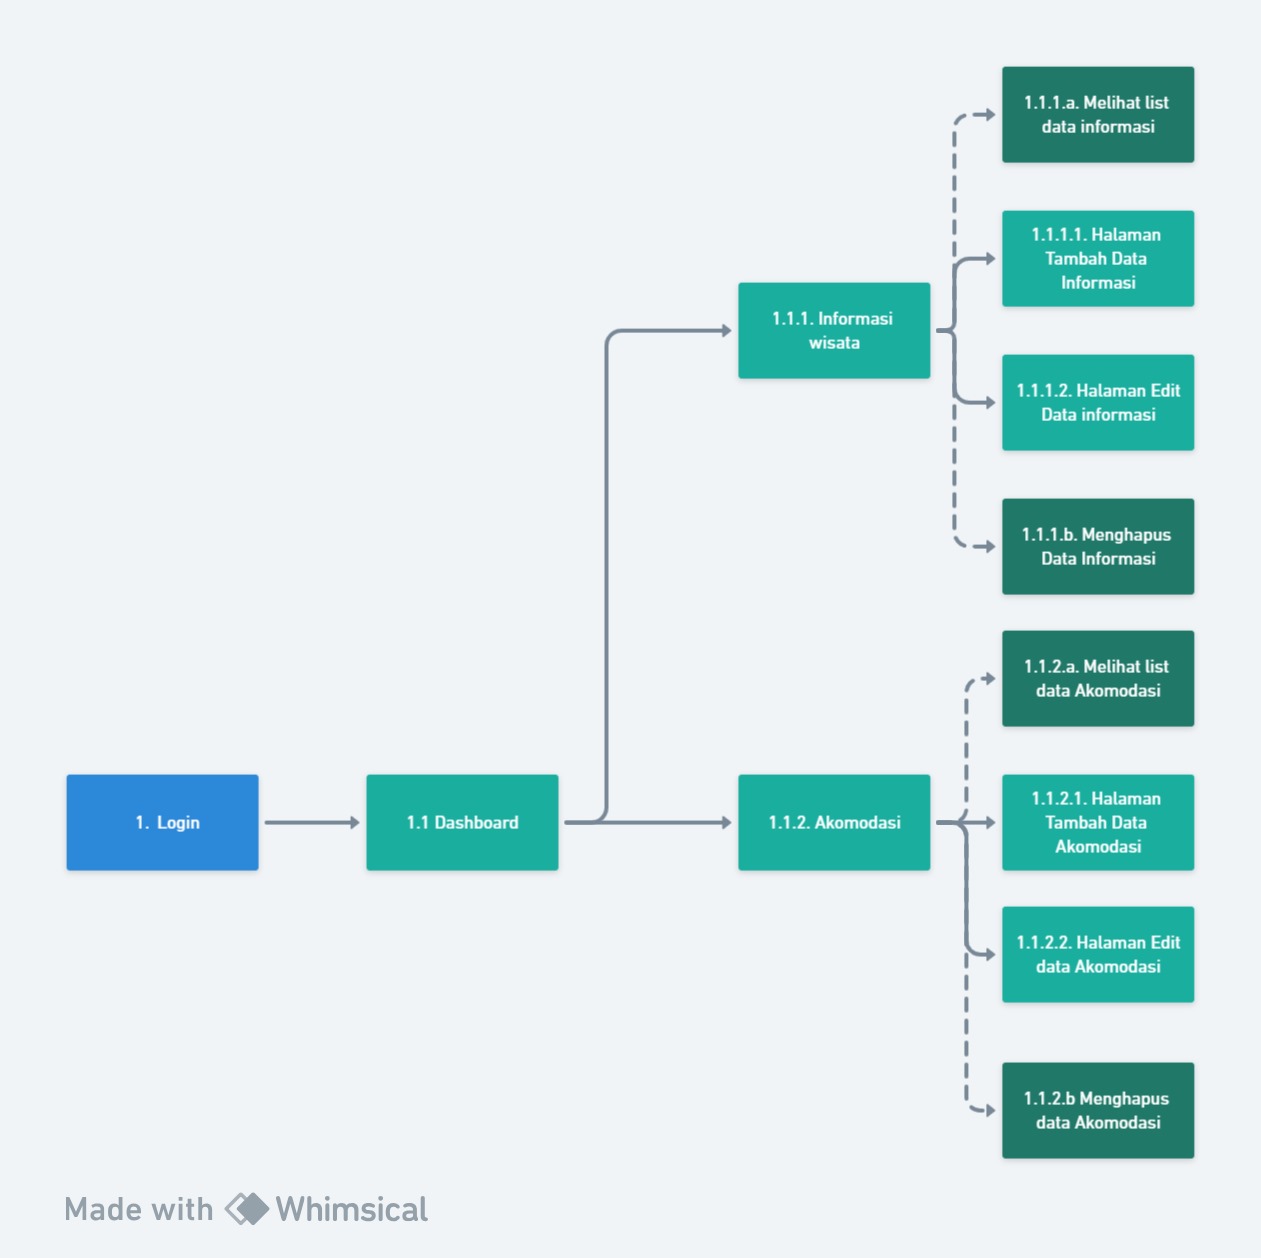 1.1.1.a. Melihat list
data informasi
1.1.1.1. Halaman
Tambah Data
Informasi
1.1.1. Informasi
wisata
1.1.1.2. Halaman Edit
Data informasi
1.1.1.b. Menghapus
Data Informasi
1.1.2.a. Melihat list
data Akomodasi
1. Login
1.1 Dashboard
1.1.2. Akomodasi
1.1.2.1. Halaman
Tambah Data
Akomodasi
1.1.2.2. Halaman Edit
data Akomodasi
1.1.2.b Menghapus
data Akomodasi
Made with Whimsical